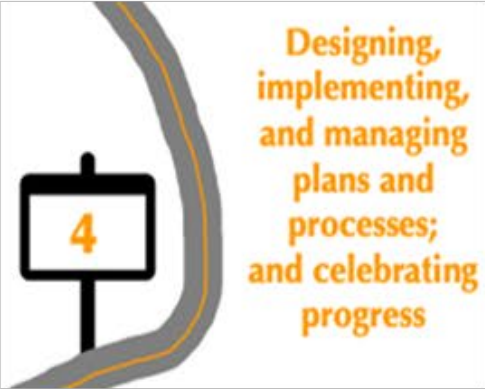 4
Designing,
implementing,
and managing
plans and
processes;
and celebrating
progress